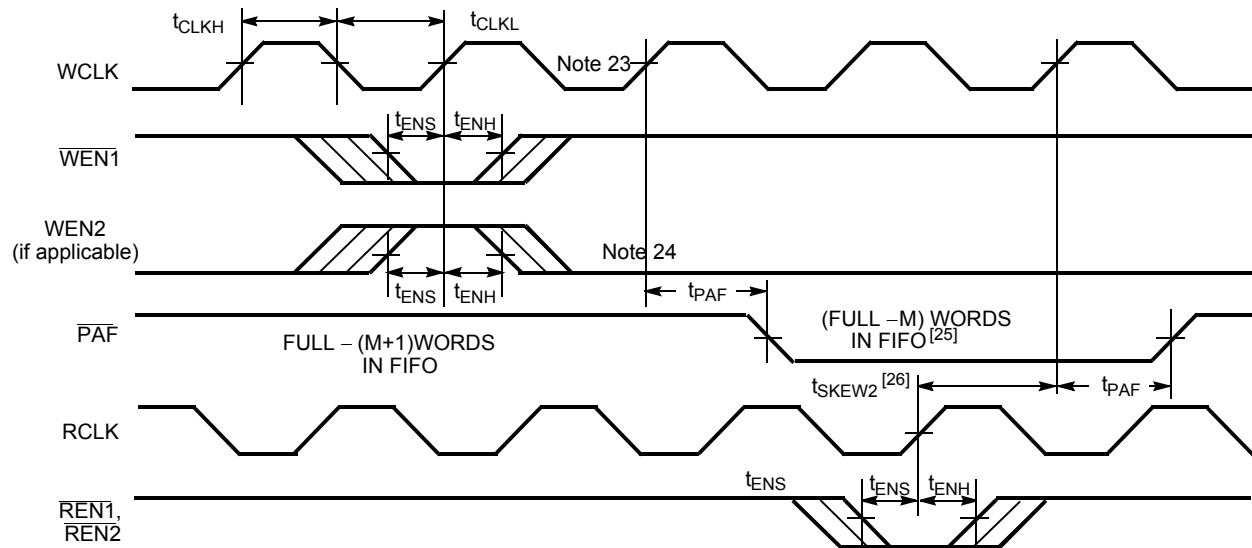 tCLKH
tCLKL
WCLK
Note 23
tENS
tENH
WEN1
WEN2
(if applicable)
Note 24
tENS
tENH
tPAF
PAF
FULL − (M+1)WORDS
IN FIFO
(FULL −M) WORDS
IN FIFO[25]
tSKEW2 [26]
tPAF
RCLK
tENS
tENS
tENH
REN1,
REN2